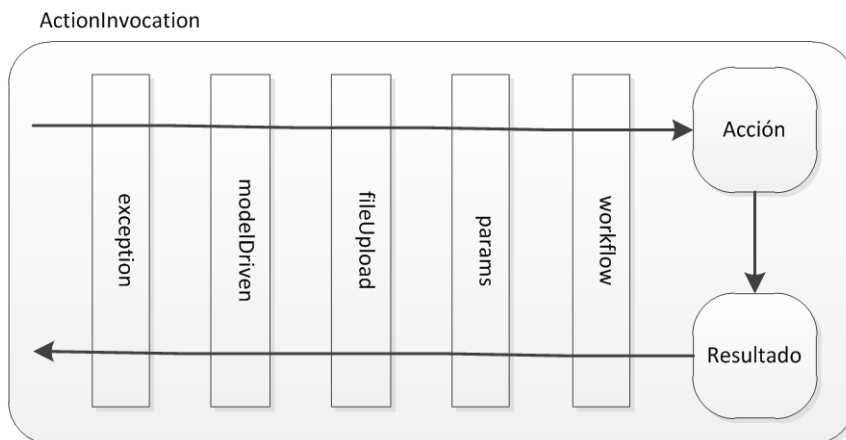 ActionInvocation
exception
modelDriven
fileUpload
params
workflow
Acción
Resultado